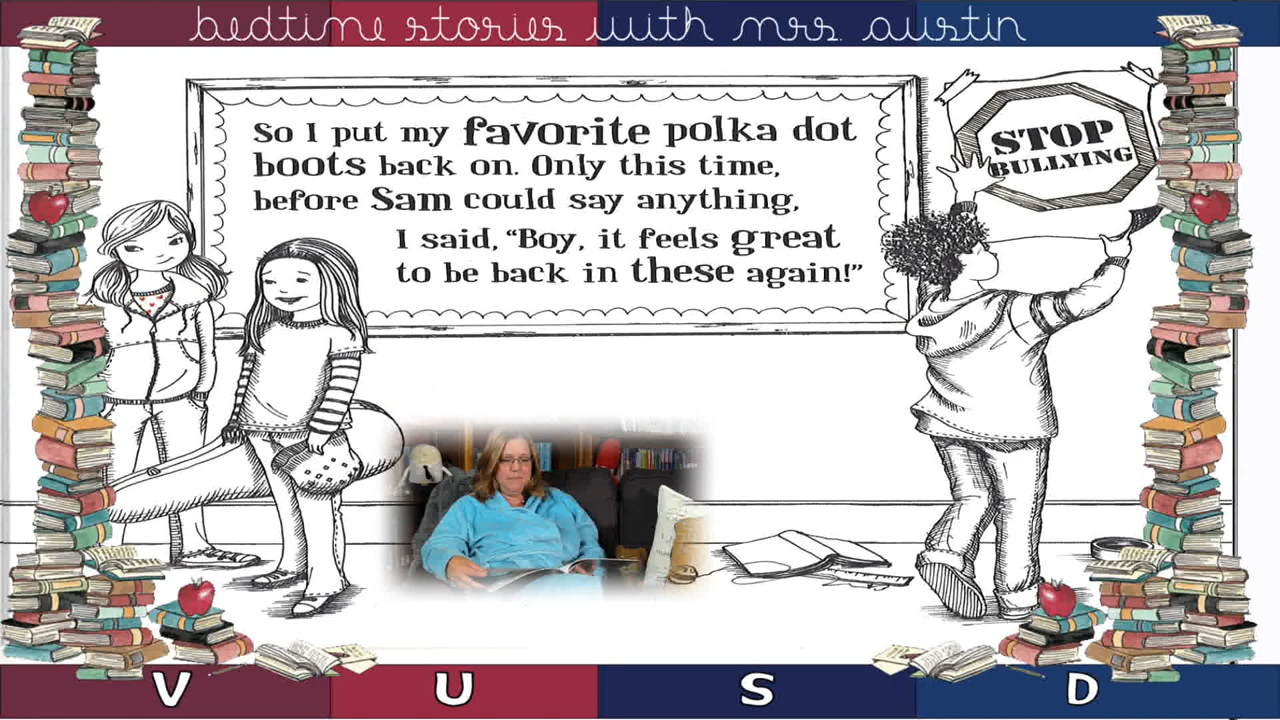 bedtime stories with mrs. austin
So I put my favorite polka dot
boots back on. Only this time,
before Sam could say anything,
I said, “Boy, it feels great
to be back in these again!”
STOP
BULLYING
V U S D